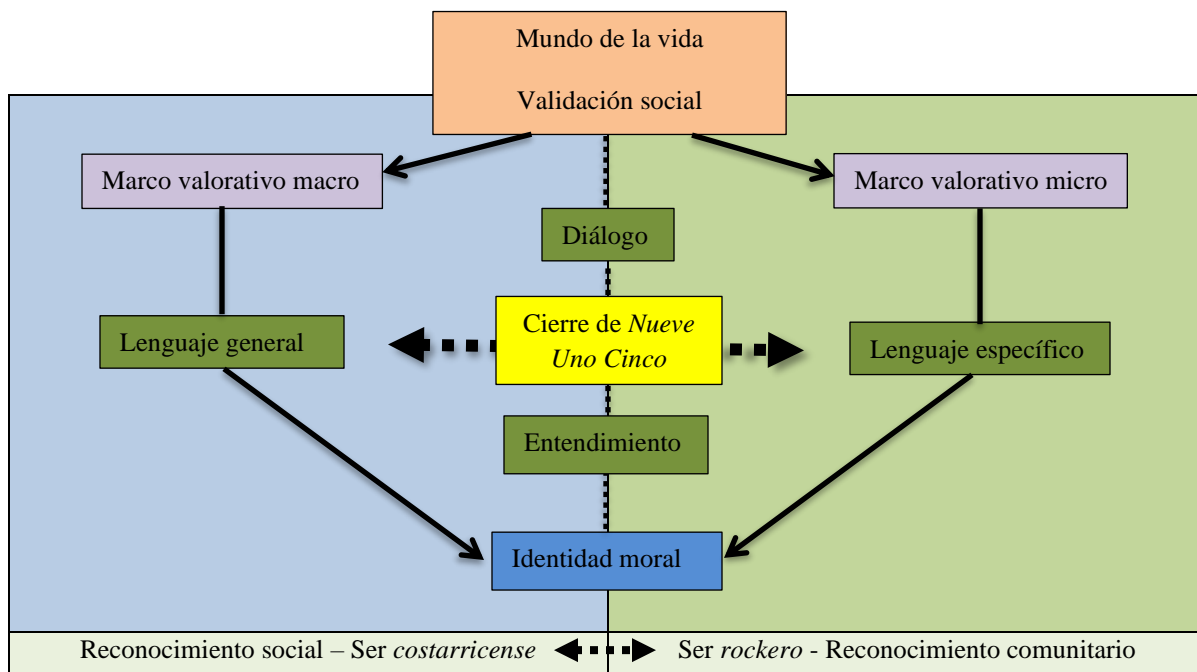 Mundo de la vida
Validación social
Marco valorativo macro
Marco valorativo micro
Diálogo
Cierre de Nueve
Uno Cinco
Lenguaje general
Lenguaje específico
Entendimiento
Identidad moral
Reconocimiento social – Ser costarricense
Ser rockero - Reconocimiento comunitario